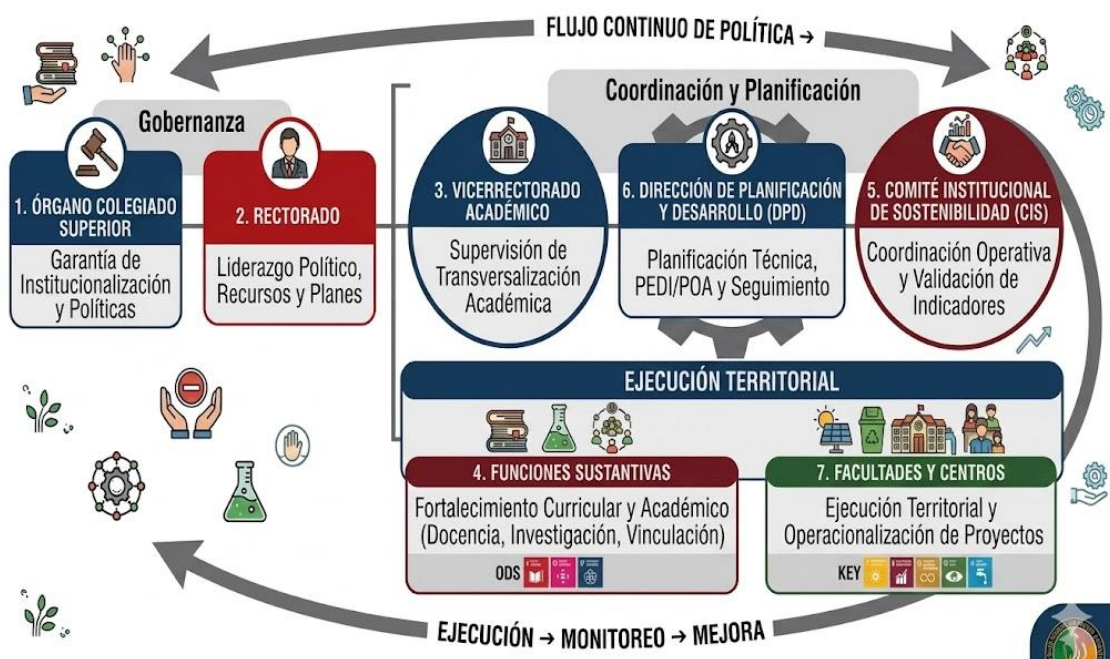 FLUJO CONTINUO DE POLÍTICA →
Gobernanza
1. ÓRGANO COLEGIADO
SUPERIOR
Garantía de
Institucionalización
y Políticas
2. RECTORADO
Liderazgo Político,
Recursos y Planes
Coordinación y Planificación
3. VICERRECTORADO
ACADÉMICO
Supervisión de
Transversalización
Académica
6. DIRECCIÓN DE PLANIFICACIÓN
Y DESARROLLO (DPD)
Planificación Técnica,
PEDI/POA y Seguimiento
5. COMITÉ INSTITUCIONAL
DE SOSTENIBILIDAD (CIS)
Coordinación Operativa
y Validación de
Indicadores
EJECUCIÓN TERRITORIAL
4. FUNCIONES SUSTANTIVAS
Fortalecimiento Curricular y Académico
(Docencia, Investigación, Vinculación)
ODS
7. FACULTADES Y CENTROS
Ejecución Territorial y
Operacionalización de Proyectos
KEY
EJECUCIÓN → MONITOREO → MEJORA